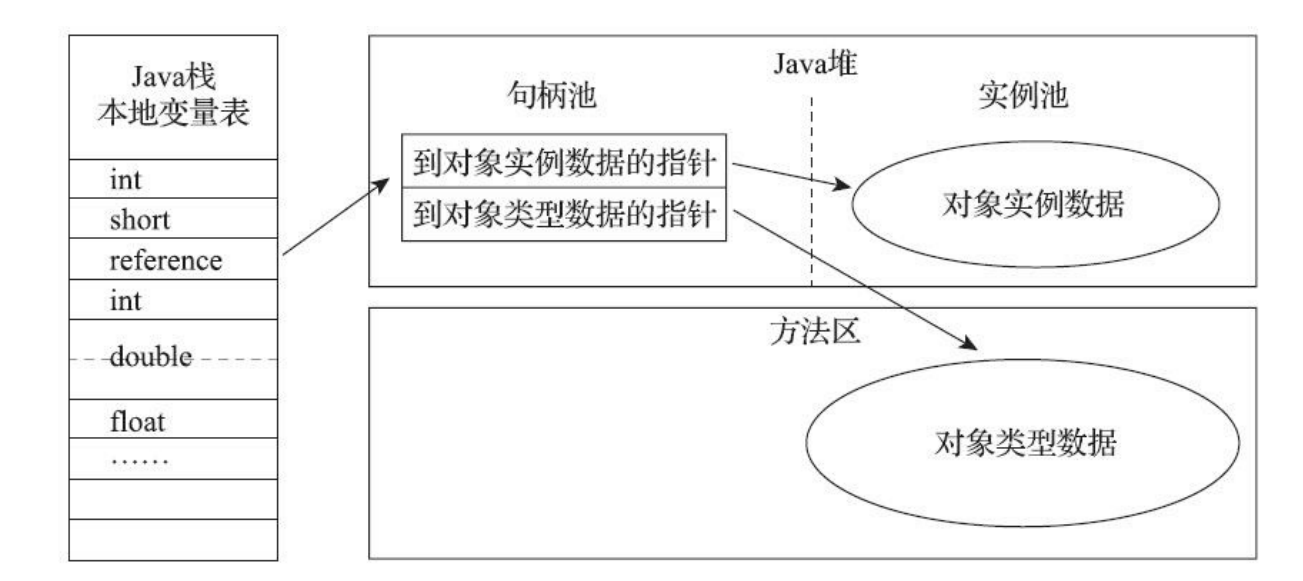 Java栈
本地变量表
int
short
reference
int
double
float
……
Java堆
句柄池
实例池
到对象实例数据的指针
到对象类型数据的指针
对象实例数据
方法区
对象类型数据